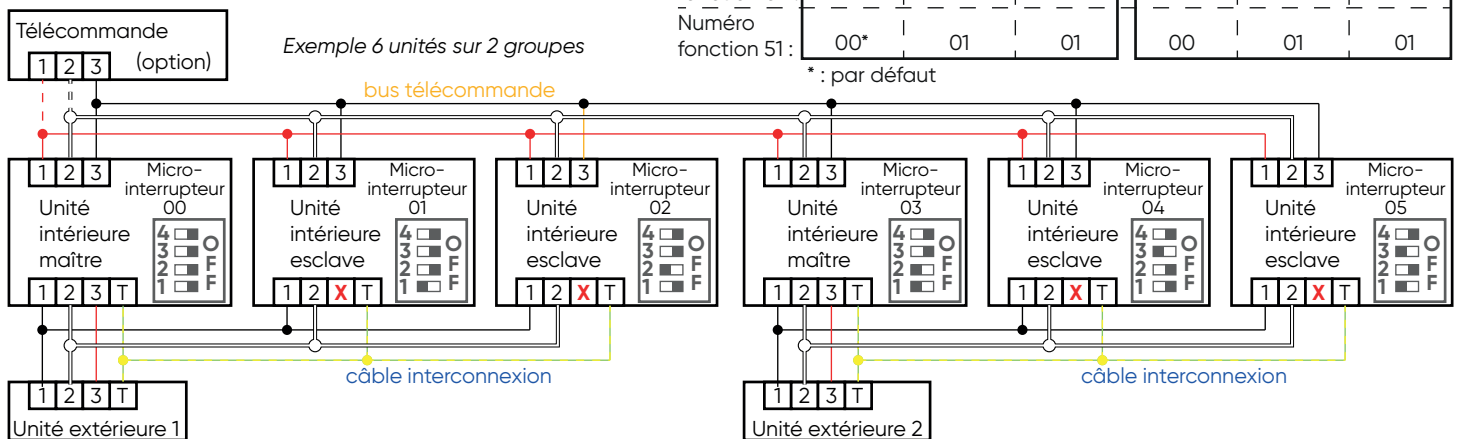 Numéro
fonction 51 : 00* 01 01 00 01 01
* : par défaut
Télécommande
(option)
1 2 3
Exemple 6 unités sur 2 groupes
bus télécommande
1 2 3
Micro-
interrupteur
00
Unité
intérieure
maître
4
3
2
1
OFF
1 2 3 T
1 2 3
Micro-
interrupteur
01
Unité
intérieure
esclave
4
3
2
1
OFF
1 2 X T
1 2 3
Micro-
interrupteur
02
Unité
intérieure
esclave
4
3
2
1
OFF
1 2 X T
1 2 3
Micro-
interrupteur
03
Unité
intérieure
maître
4
3
2
1
OFF
1 2 3 T
1 2 3
Micro-
interrupteur
04
Unité
intérieure
esclave
4
3
2
1
OFF
1 2 X T
1 2 3
Micro-
interrupteur
05
Unité
intérieure
esclave
4
3
2
1
OFF
1 2 X T
câble interconnexion
câble interconnexion
1 2 3 T
Unité extérieure 1
1 2 3 T
Unité extérieure 2